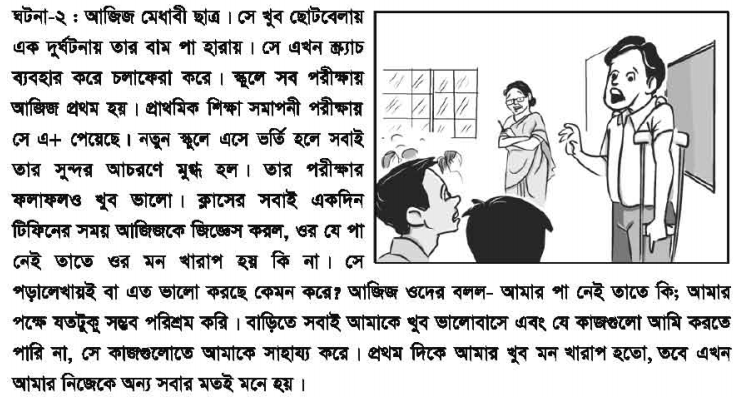 ঘটনা-২ : আজিজ মেধাবী ছাত্র । সে খুব ছোটবেলায়
এক দুর্ঘটনায় তার বাম পা হারায় । সে এখন ক্র্যাচ
ব্যবহার করে চলাফেরা করে । স্কুলে সব পরীক্ষায়
আজিজ প্রথম হয় । প্রাথমিক শিক্ষা সমাপনী পরীক্ষায়
সে এ+ পেয়েছে । নতুন স্কুলে এসে ভর্তি হলে সবাই
তার সুন্দর আচরণে মুগ্ধ হল । তার পরীক্ষার
ফলাফলও খুব ভালো । ক্লাসের সবাই একদিন
টিফিনের সময় আজিজকে জিজ্ঞেস করল, ওর যে পা
নেই তাতে ওর মন খারাপ হয় কি না । সে
পড়ালেখায়ই বা এত ভালো করছে কেমন করে? আজিজ ওদের বলল- আমার পা নেই তাতে কি; আমার
পক্ষে যতটুকু সম্ভব পরিশ্রম করি । বাড়িতে সবাই আমাকে খুব ভালোবাসে এবং যে কাজগুলো আমি করতে
পারি না, সে কাজগুলোতে আমাকে সাহায্য করে । প্রথম দিকে আমার খুব মন খারাপ হতো, তবে এখন
আমার নিজেকে অন্য সবার মতই মনে হয় ।